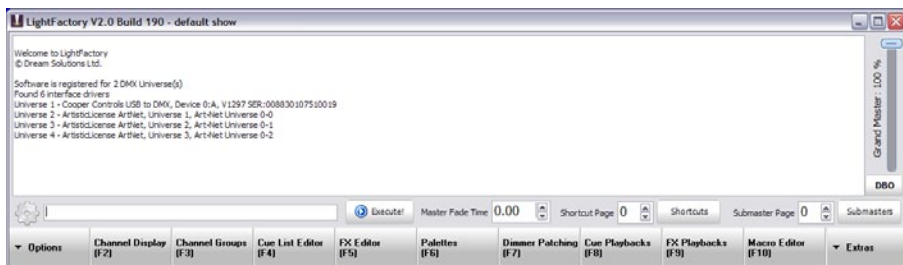 LightFactory V2.0 Build 190 - default show
Welcome to LightFactory
© Dream Solutions Ltd.
Software is registered for 2 DMX Universe(s)
Found 6 interface drivers
Universe 1 - Cooper Controls USB to DMX, Device 0:A, V1297 SER:008830107510019
Universe 2 - ArtisticLicense ArtNet, Universe 1, Art-Net Universe 0-0
Universe 3 - ArtisticLicense ArtNet, Universe 2, Art-Net Universe 0-1
Universe 4 - ArtisticLicense ArtNet, Universe 3, Art-Net Universe 0-2
Grand Master: 100 %
DBO
Execute! Master Fade Time 0.00 Shortcut Page 0 Shortcuts Submaster Page 0 Submasters
Options Channel Display Channel Groups Cue List Editor FX Editor Palettes Dimmer Patching Cue Playbacks FX Playbacks Macro Editor Extras
(F2) (F3) (F4) (F5) (F6) (F7) (F8) (F9) (F10)